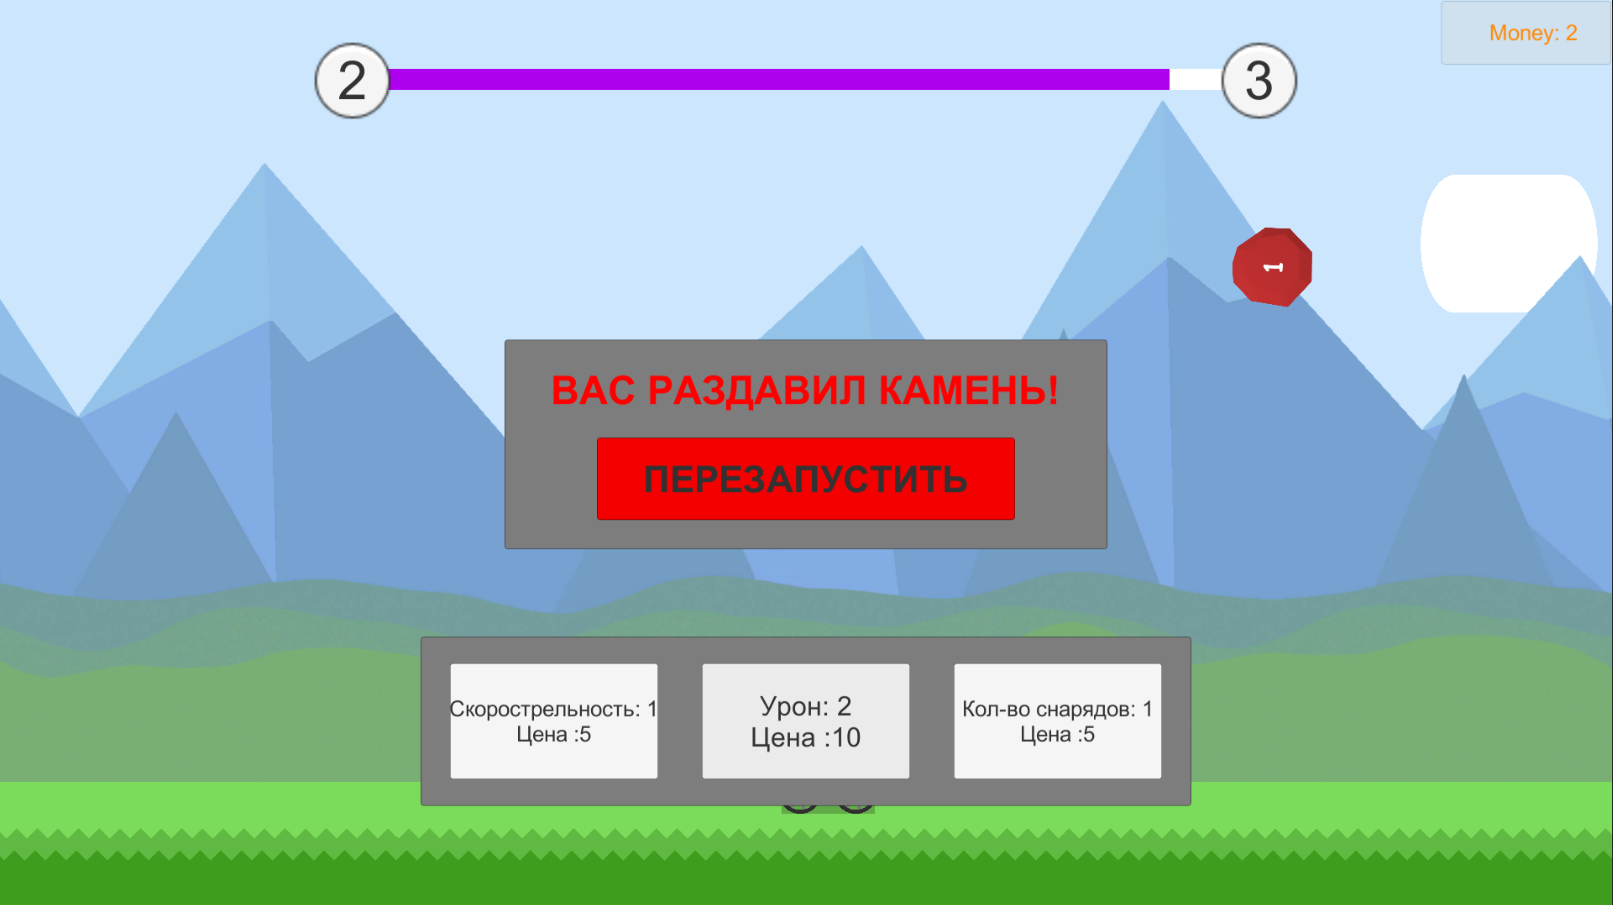 Money: 2
2
3
1
ВАС РАЗДАВИЛ КАМЕНЬ!
ПЕРЕЗАПУСТИТЬ
Скорострельность: 1
Цена :5
Урон: 2
Цена :10
Кол-во снарядов: 1
Цена :5